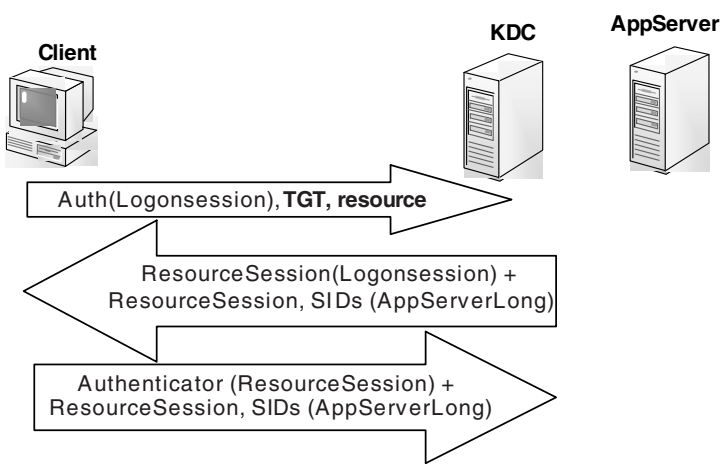 Client
KDC
AppServer
Auth(Logonsession), TGT, resource
ResourceSession(Logonsession) +
ResourceSession, SIDs (AppServerLong)
Authenticator (ResourceSession) +
ResourceSession, SIDs (AppServerLong)